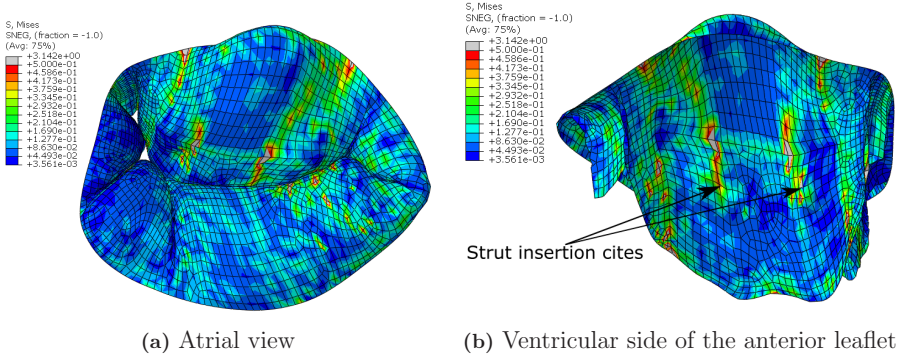 S, Mises
SNEG, (fraction = -1.0)
(Avg: 75%)
+3.142e+00
+5.000e-01
+4.586e-01
+4.173e-01
+3.759e-01
+3.345e-01
+2.932e-01
+2.518e-01
+2.104e-01
+1.690e-01
+1.277e-01
+8.630e-02
+4.493e-02
+3.561e-03
S, Mises
SNEG, (fraction = -1.0)
(Avg: 75%)
+3.142e+00
+5.000e-01
+4.586e-01
+4.173e-01
+3.759e-01
+3.345e-01
+2.932e-01
+2.518e-01
+2.104e-01
+1.690e-01
+1.277e-01
+8.630e-02
+4.493e-02
+3.561e-03
Strut insertion cites
(a) Atrial view
(b) Ventricular side of the anterior leaflet